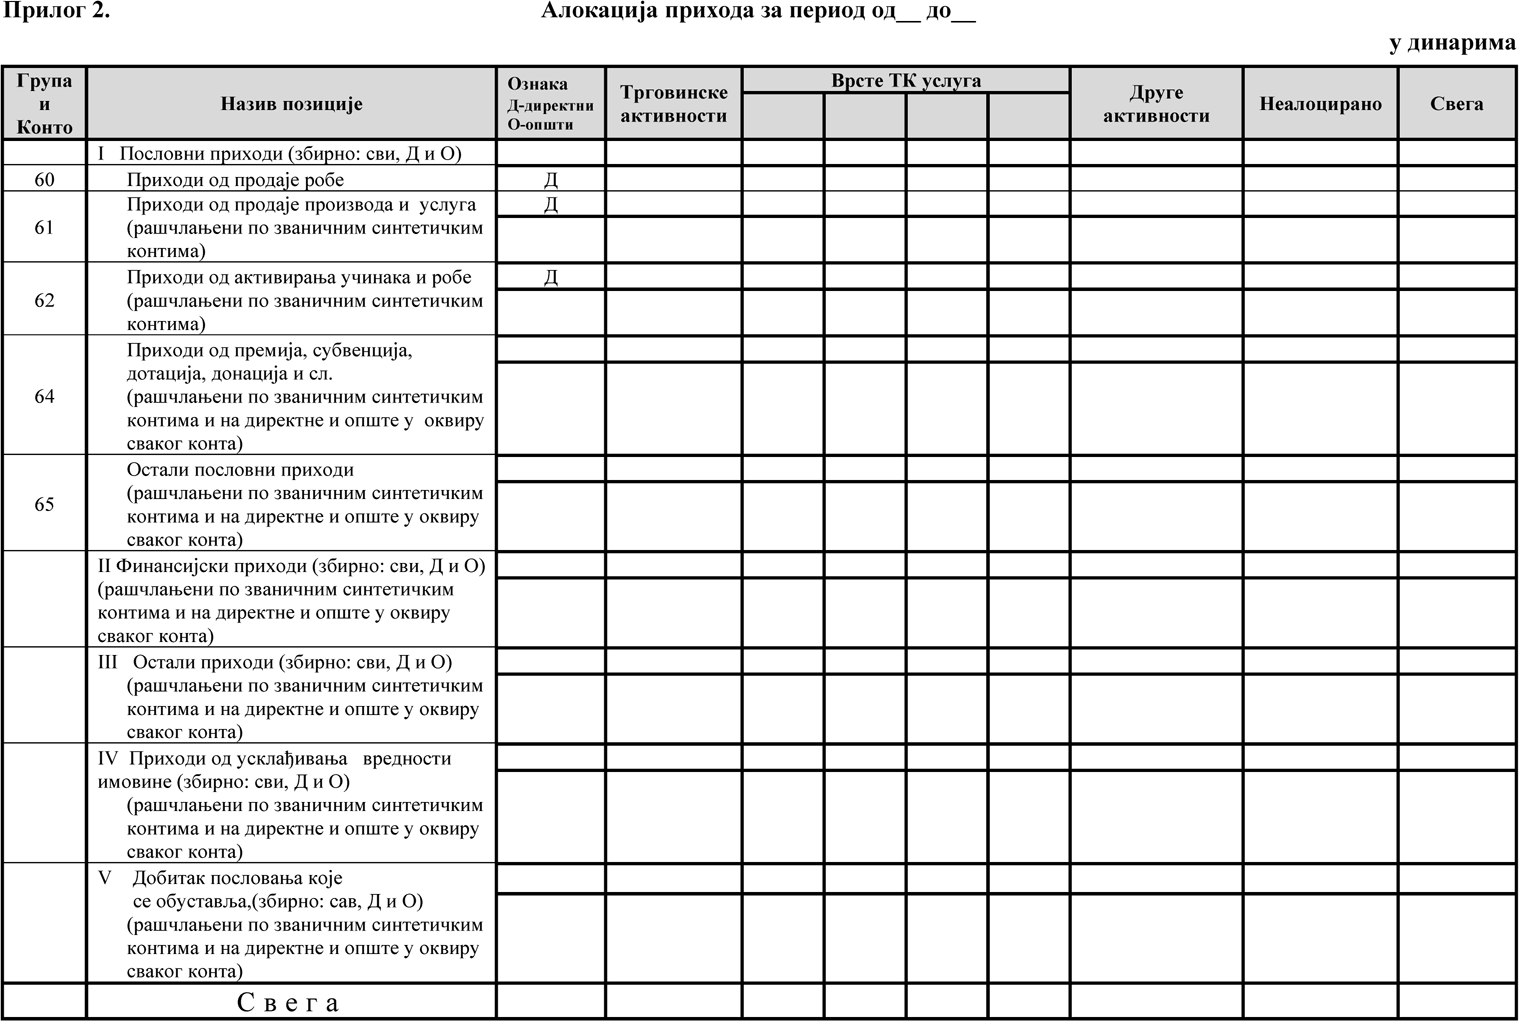 Прилог 2.
Алокација прихода за период од__ до__
у динарима
Група
и
Конто
Назив позиције
Ознака
Д-директни
О-општи
Трговинске
активности
Врсте ТК услуга
Друге
активности
Неалоцирано
Свега
I Пословни приходи (збирно: сви, Д и О)
60
Приходи од продаје робе
Д
61
Приходи од продаје производа и услуга
Д
(рашчлањени по званичним синтетичким
контима)
62
Приходи од активирања учинака и робе
Д
(рашчлањени по званичним синтетичким
контима)
64
Приходи од премија, субвенција,
дотација, донација и сл.
(рашчлањени по званичним синтетичким
контима и на директне и опште у оквиру
сваког конта)
65
Остали пословни приходи
(рашчлањени по званичним синтетичким
контима и на директне и опште у оквиру
сваког конта)
II Финансијски приходи (збирно: сви, Д и О)
(рашчлањени по званичним синтетичким
контима и на директне и опште у оквиру
сваког конта)
III Остали приходи (збирно: сви, Д и О)
(рашчлањени по званичним синтетичким
контима и на директне и опште у оквиру
сваког конта)
IV Приходи од усклађивања вредности
имовине (збирно: сви, Д и О)
(рашчлањени по званичним синтетичким
контима и на директне и опште у оквиру
сваког конта)
V Добитак пословања које
се обуставља,(збирно: сав, Д и О)
(рашчлањени по званичним синтетичким
контима и на директне и опште у оквиру
сваког конта)
С в е г а